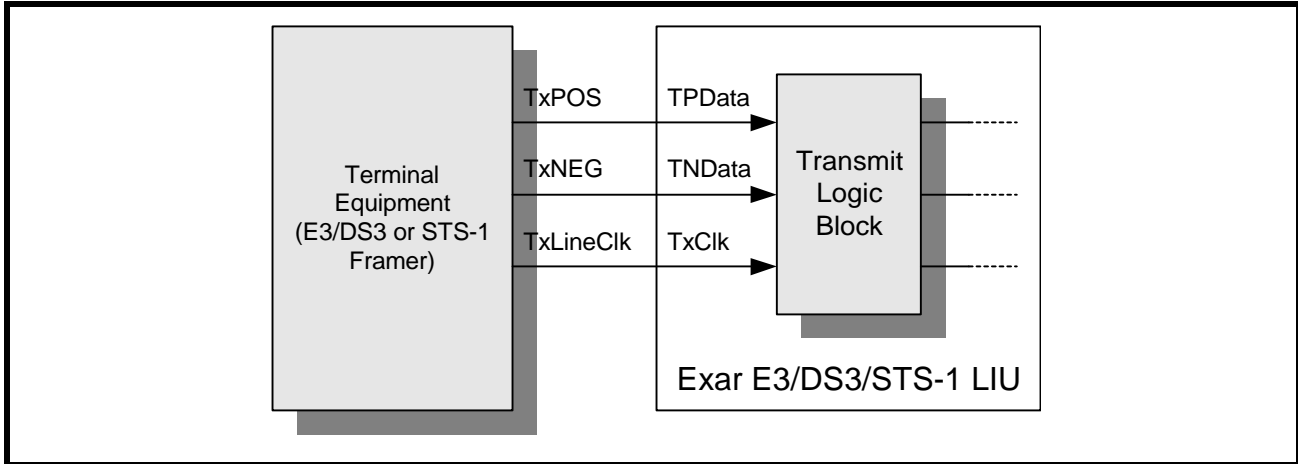 TxPOS TPData
TxNEG TNData
TxLineClk TxClk
Terminal
Equipment
(E3/DS3 or STS-1
Framer)
Transmit
Logic
Block
Exar E3/DS3/STS-1 LIU